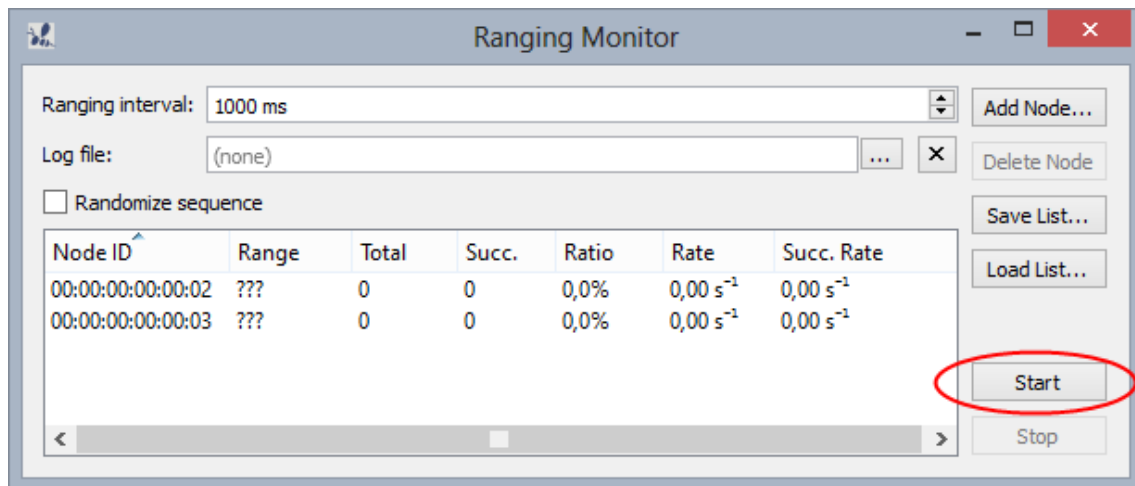 Ranging Monitor
Ranging interval: 1000 ms Add Node...
Log file: (none) ... Delete Node
Randomize sequence Save List...
Node ID Range Total Succ. Ratio Rate Succ. Rate Load List...
00:00:00:00:00:02 ??? 0 0 0,0% 0,00 s⁻¹ 0,00 s⁻¹
00:00:00:00:00:03 ??? 0 0 0,0% 0,00 s⁻¹ 0,00 s⁻¹
Start
Stop